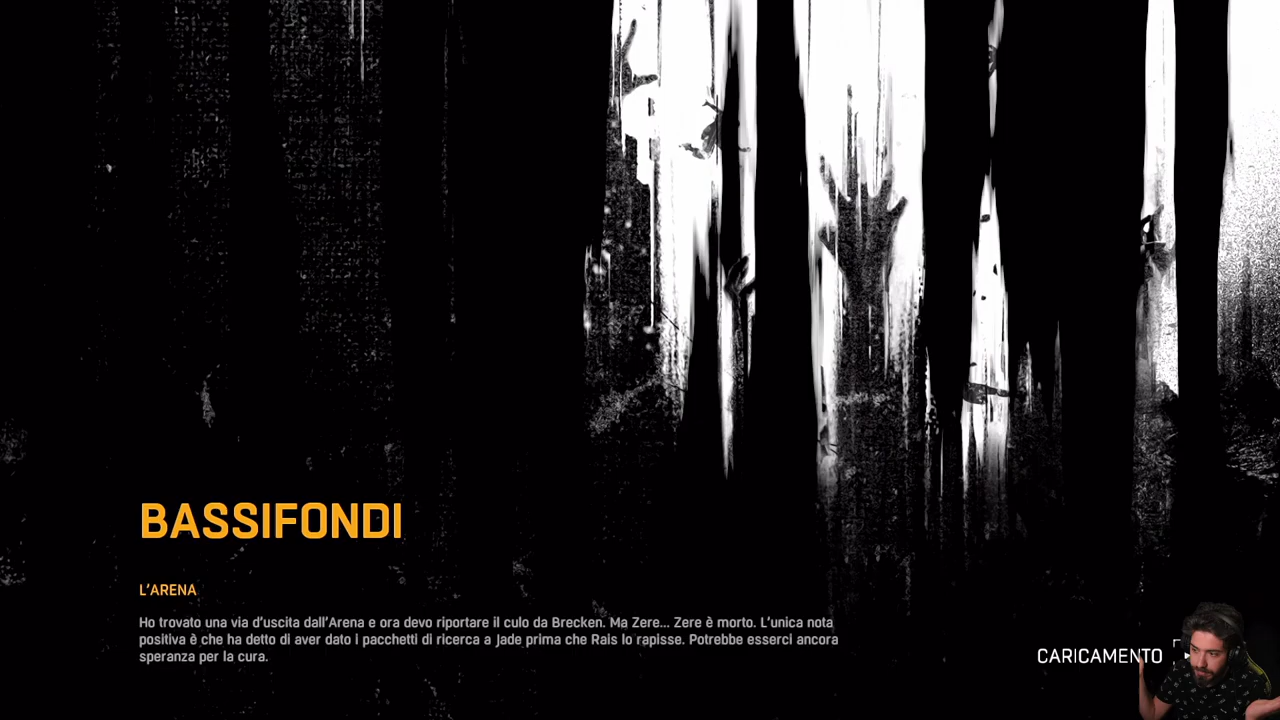 BASSIFONDI
L'ARENA
Ho trovato una via d'uscita dall'Arena e ora devo riportare il culo da Brecken. Ma Zere... Zere è morto. L'unica nota
positiva è che ha detto di aver dato i pacchetti di ricerca a Jade prima che Rais lo rapisse. Potrebbe esserci ancora
speranza per la cura.
CARICAMENTO